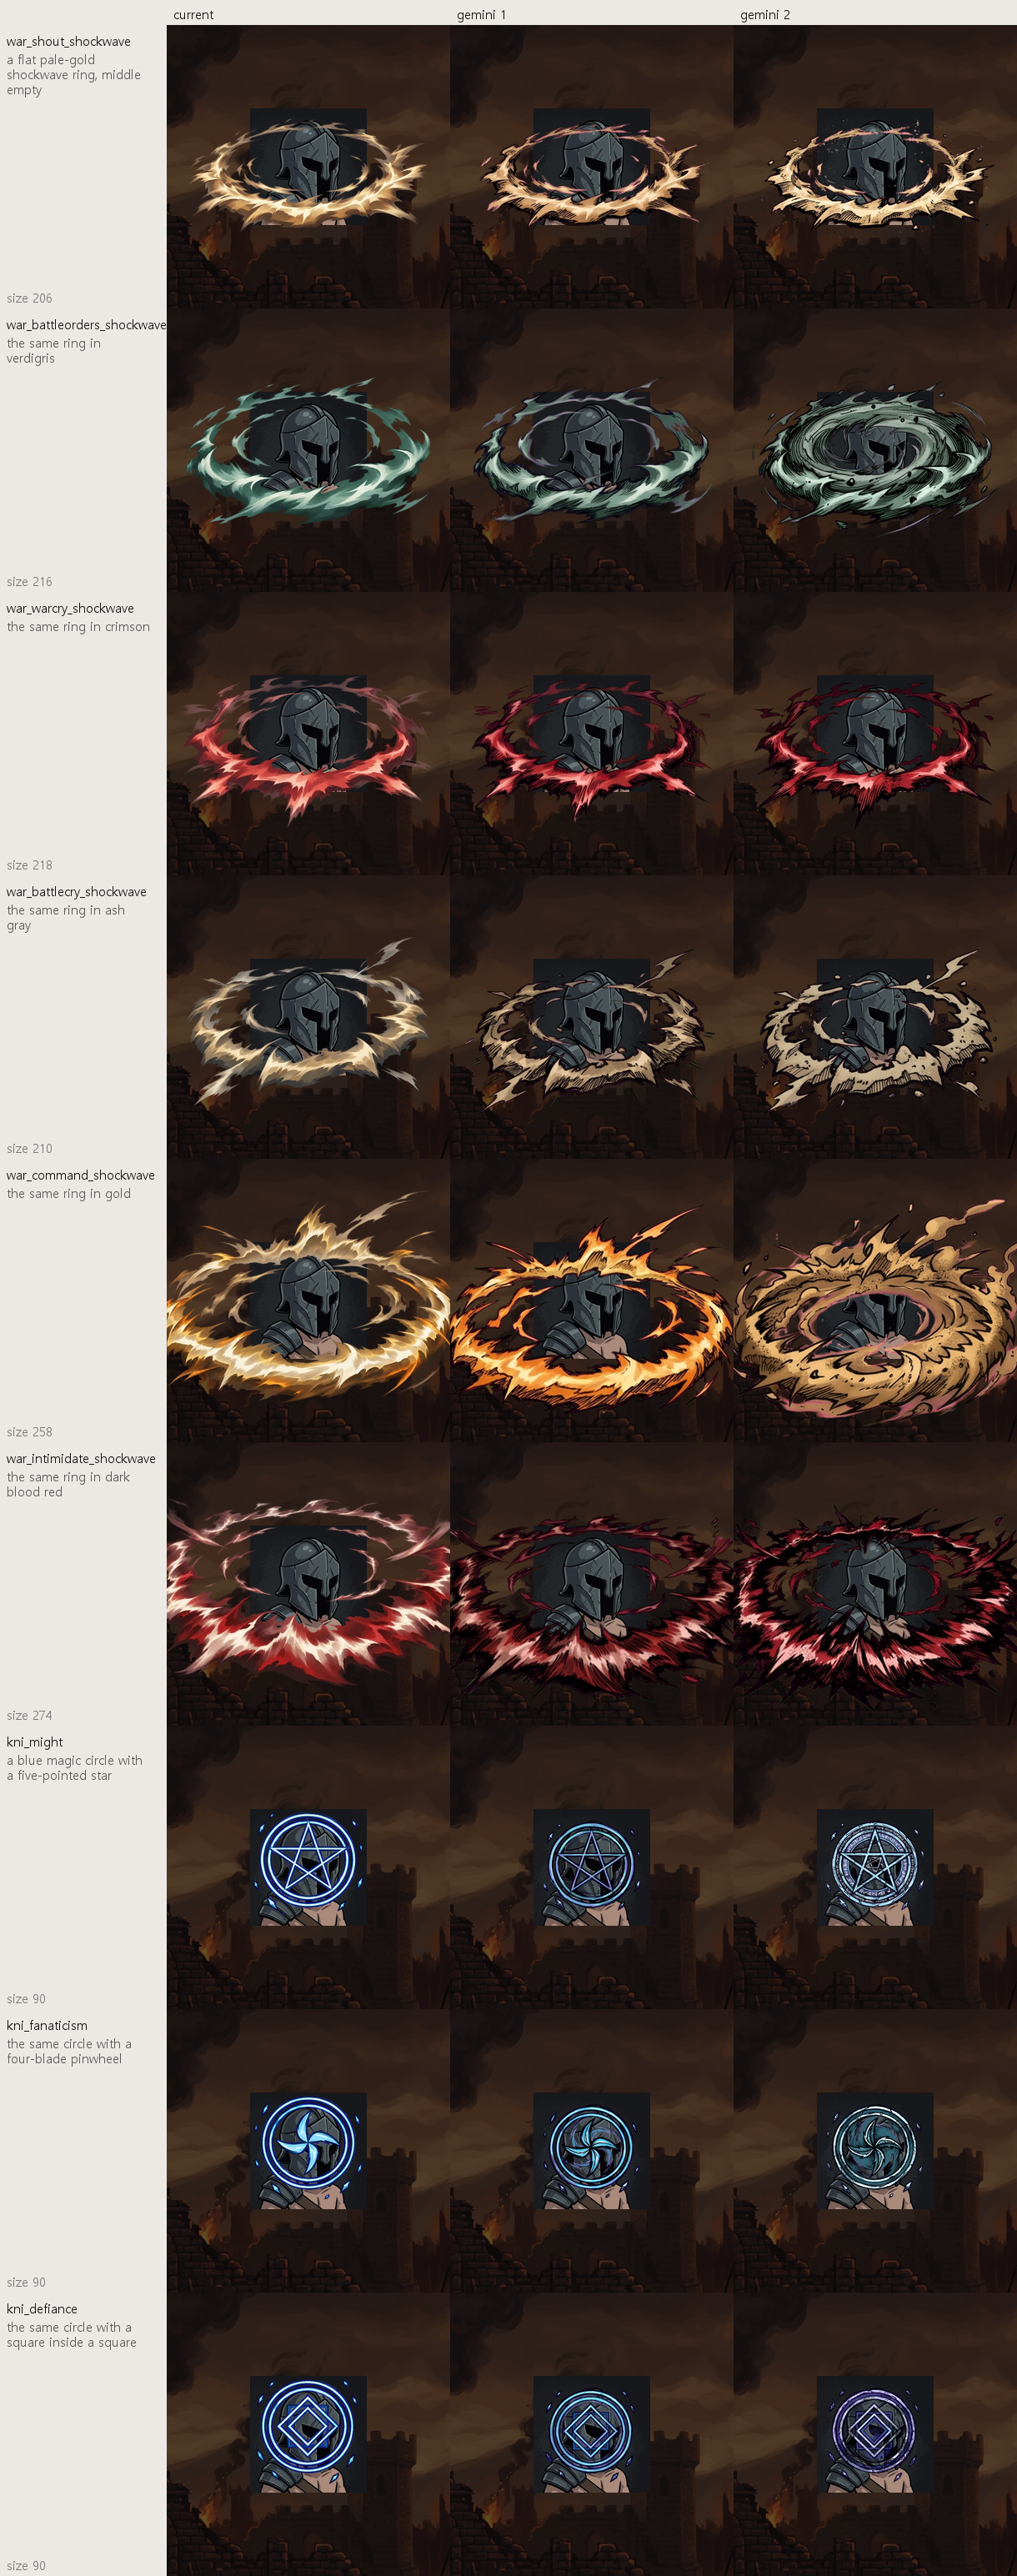 current
gemini 1
gemini 2
war_shout_shockwave
a flat pale-gold
shockwave ring, middle
empty
size 206
war_battleorders_shockwave
the same ring in
verdigris
size 216
war_warcry_shockwave
the same ring in crimson
size 218
war_battlecry_shockwave
the same ring in ash
gray
size 210
war_command_shockwave
the same ring in gold
size 258
war_intimidate_shockwave
the same ring in dark
blood red
size 274
kni_might
a blue magic circle with
a five-pointed star
size 90
kni_fanaticism
the same circle with a
four-blade pinwheel
size 90
kni_defiance
the same circle with a
square inside a square
size 90